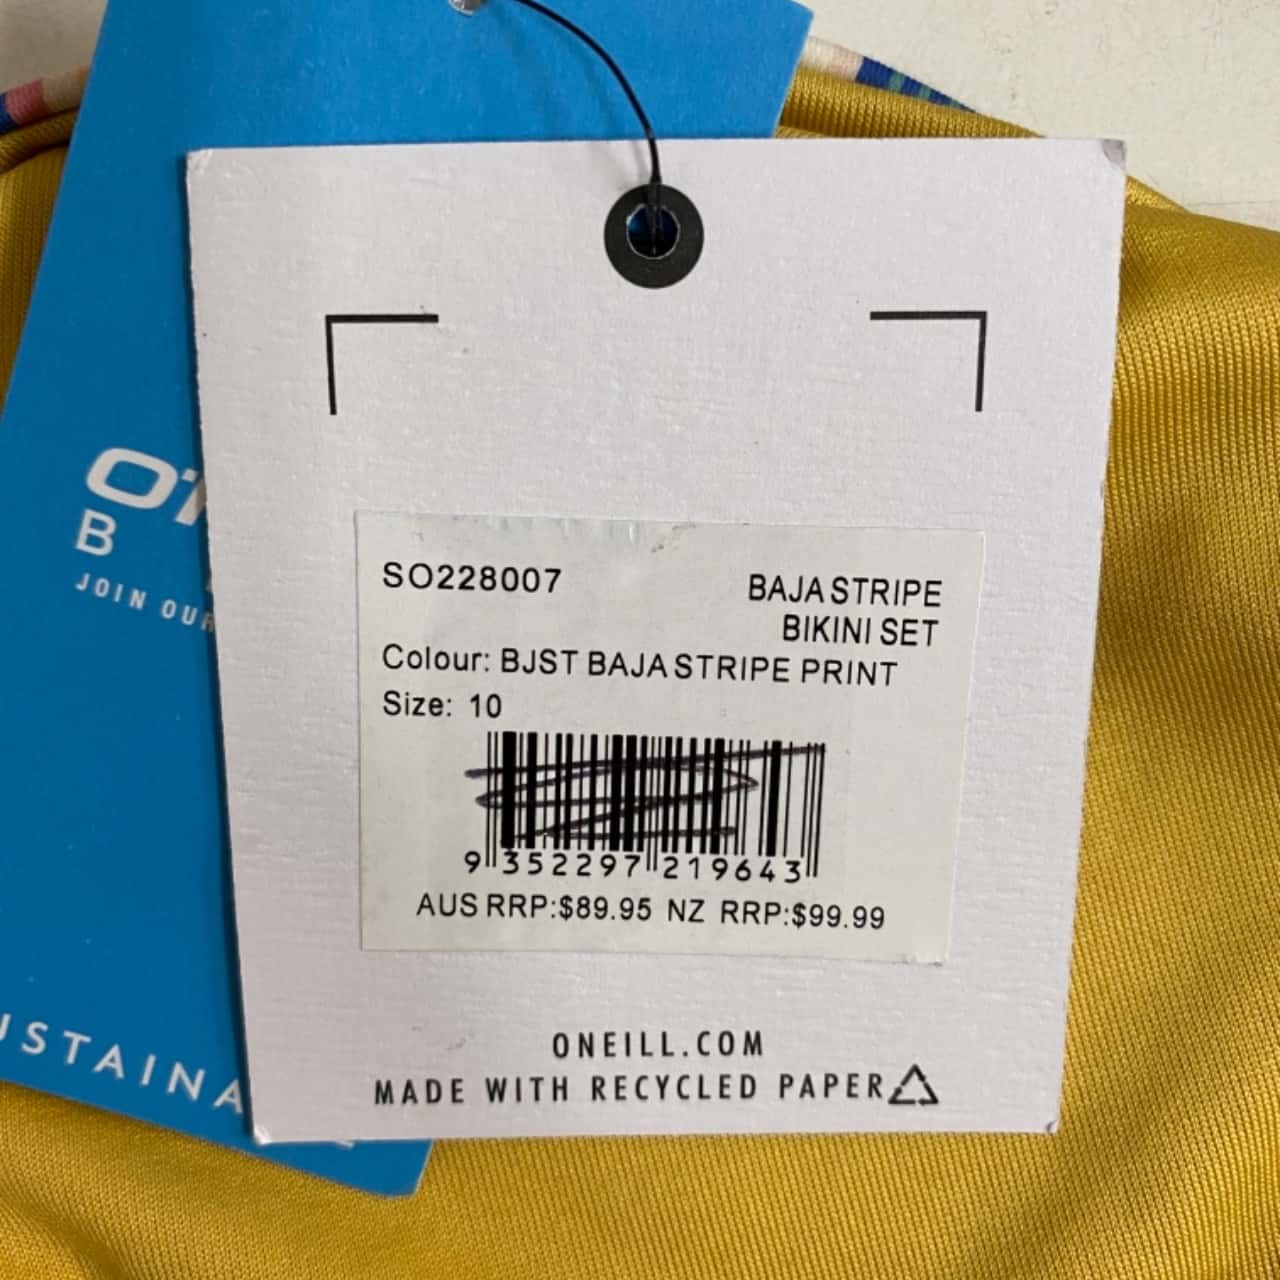 B
JOIN OUR
SO228007
BAJA STRIPE
BIKINI SET
Colour: BJST BAJA STRIPE PRINT
Size: 10
9 352297 219643
AUS RRP:$89.95 NZ RRP:$99.99
ONEILL.COM
MADE WITH RECYCLED PAPER